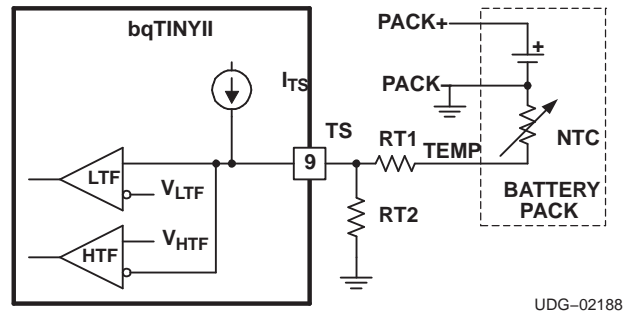 bqTINYII
PACK+
+
I_TS
PACK-
TS
RT1
TEMP
NTC
9
LTF
V_LTF
RT2
BATTERY
PACK
V_HTF
HTF
UDG−02188